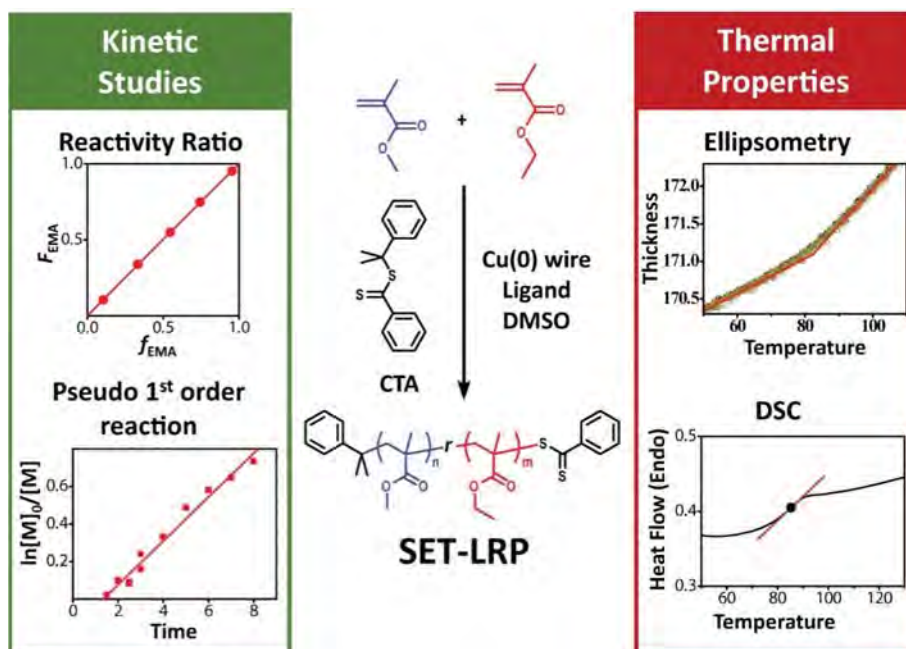 Kinetic
Studies
Reactivity Ratio
1.0
0.5
F_EMA
0.0 0.5 1.0
f_EMA
Pseudo 1st order
reaction
0.6
0.4
0.2
ln[M]0/[M]
0 2 4 6 8
Time
O
O
+
O
O
S
S
CTA
Cu(0) wire
Ligand
DMSO
n
r
m
S
S
O
O
O
O
SET-LRP
Thermal
Properties
Ellipsometry
172.0
171.5
171.0
170.5
Thickness
60 80 100
Temperature
DSC
0.5
0.4
0.3
Heat Flow (Endo)
60 80 100 120
Temperature